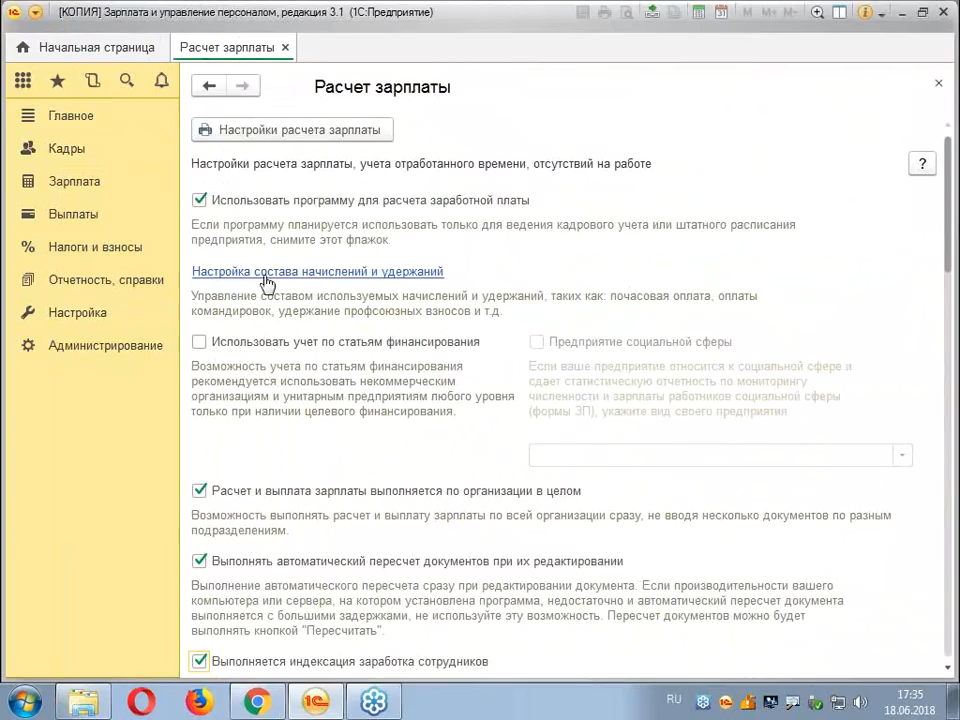 [КОПИЯ] Зарплата и управление персоналом, редакция 3.1 (1С:Предприятие)
M M+ M-
Начальная страница
Расчет зарплаты ×
Главное
Кадры
Зарплата
Выплаты
Налоги и взносы
Отчетность, справки
Настройка
Администрирование
Расчет зарплаты
Настройки расчета зарплаты
Настройки расчета зарплаты, учета отработанного времени, отсутствий на работе
?
Использовать программу для расчета заработной платы
Если программу планируется использовать только для ведения кадрового учета или штатного расписания
предприятия, снимите этот флажок.
Настройка состава начислений и удержаний
Управление составом используемых начислений и удержаний, таких как: почасовая оплата, оплаты
командировок, удержание профсоюзных взносов и т.д.
Использовать учет по статьям финансирования
Возможность учета по статьям финансирования
рекомендуется использовать некоммерческим
организациям и унитарным предприятиям любого уровня
только при наличии целевого финансирования.
Предприятие социальной сферы
Если ваше предприятие относится к социальной сфере и
сдает статистическую отчетность по мониторингу
численности и зарплаты работников социальной сферы
(формы ЗП), укажите вид своего предприятия
Расчет и выплата зарплаты выполняется по организации в целом
Возможность выполнять расчет и выплату зарплаты по всей организации сразу, не вводя несколько документов по разным
подразделениям.
Выполнять автоматический пересчет документов при их редактировании
Выполнение автоматического пересчета сразу при редактировании документа. Если производительности вашего
компьютера или сервера, на котором установлена программа, недостаточно и автоматический пересчет документа
выполняется с большими задержками, не используйте эту возможность. Пересчет документов можно будет
выполнять кнопкой "Пересчитать".
Выполняется индексация заработка сотрудников
RU
17:35
18.06.2018